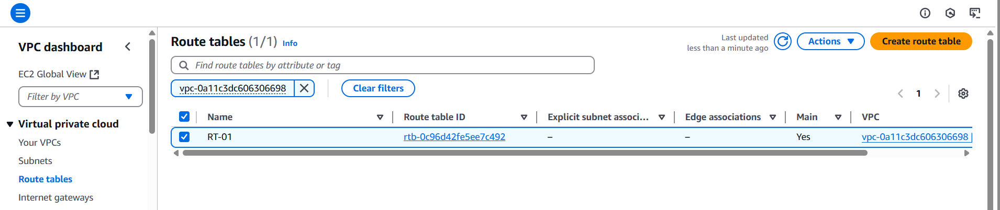 VPC dashboard
EC2 Global View
Filter by VPC
Virtual private cloud
Your VPCs
Subnets
Route tables
Internet gateways
Route tables (1/1) Info
Last updated
less than a minute ago
Actions
Create route table
Find route tables by attribute or tag
vpc-0a11c3dc606306698
Clear filters
1
Name Route table ID Explicit subnet associ... Edge associations Main VPC
RT-01 rtb-0c96d42fe5ee7c492 – – Yes vpc-0a11c3dc606306698 |